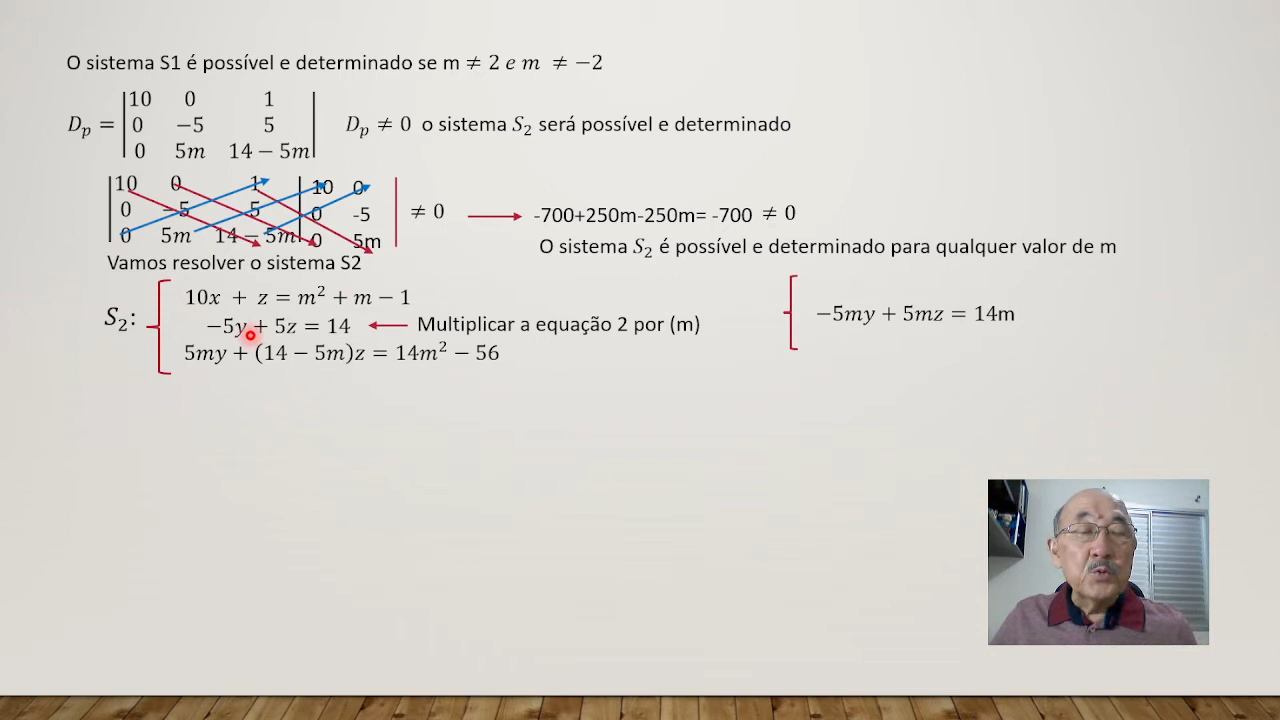 O sistema S1 é possível e determinado se m ≠ 2 e m ≠ −2
D_p = |10 0 1|
|0 −5 5|
|0 5m 14 − 5m|
D_p ≠ 0 o sistema S₂ será possível e determinado
|10 0 1| 10 0|
|0 −5 5| 0 -5| ≠ 0
|0 5m 14 − 5m| 0 5m|
-700+250m-250m= -700 ≠ 0
O sistema S₂ é possível e determinado para qualquer valor de m
Vamos resolver o sistema S2
S₂:
10x + z = m² + m − 1
−5y + 5z = 14
Multiplicar a equação 2 por (m)
5my + (14 − 5m)z = 14m² − 56
−5my + 5mz = 14m